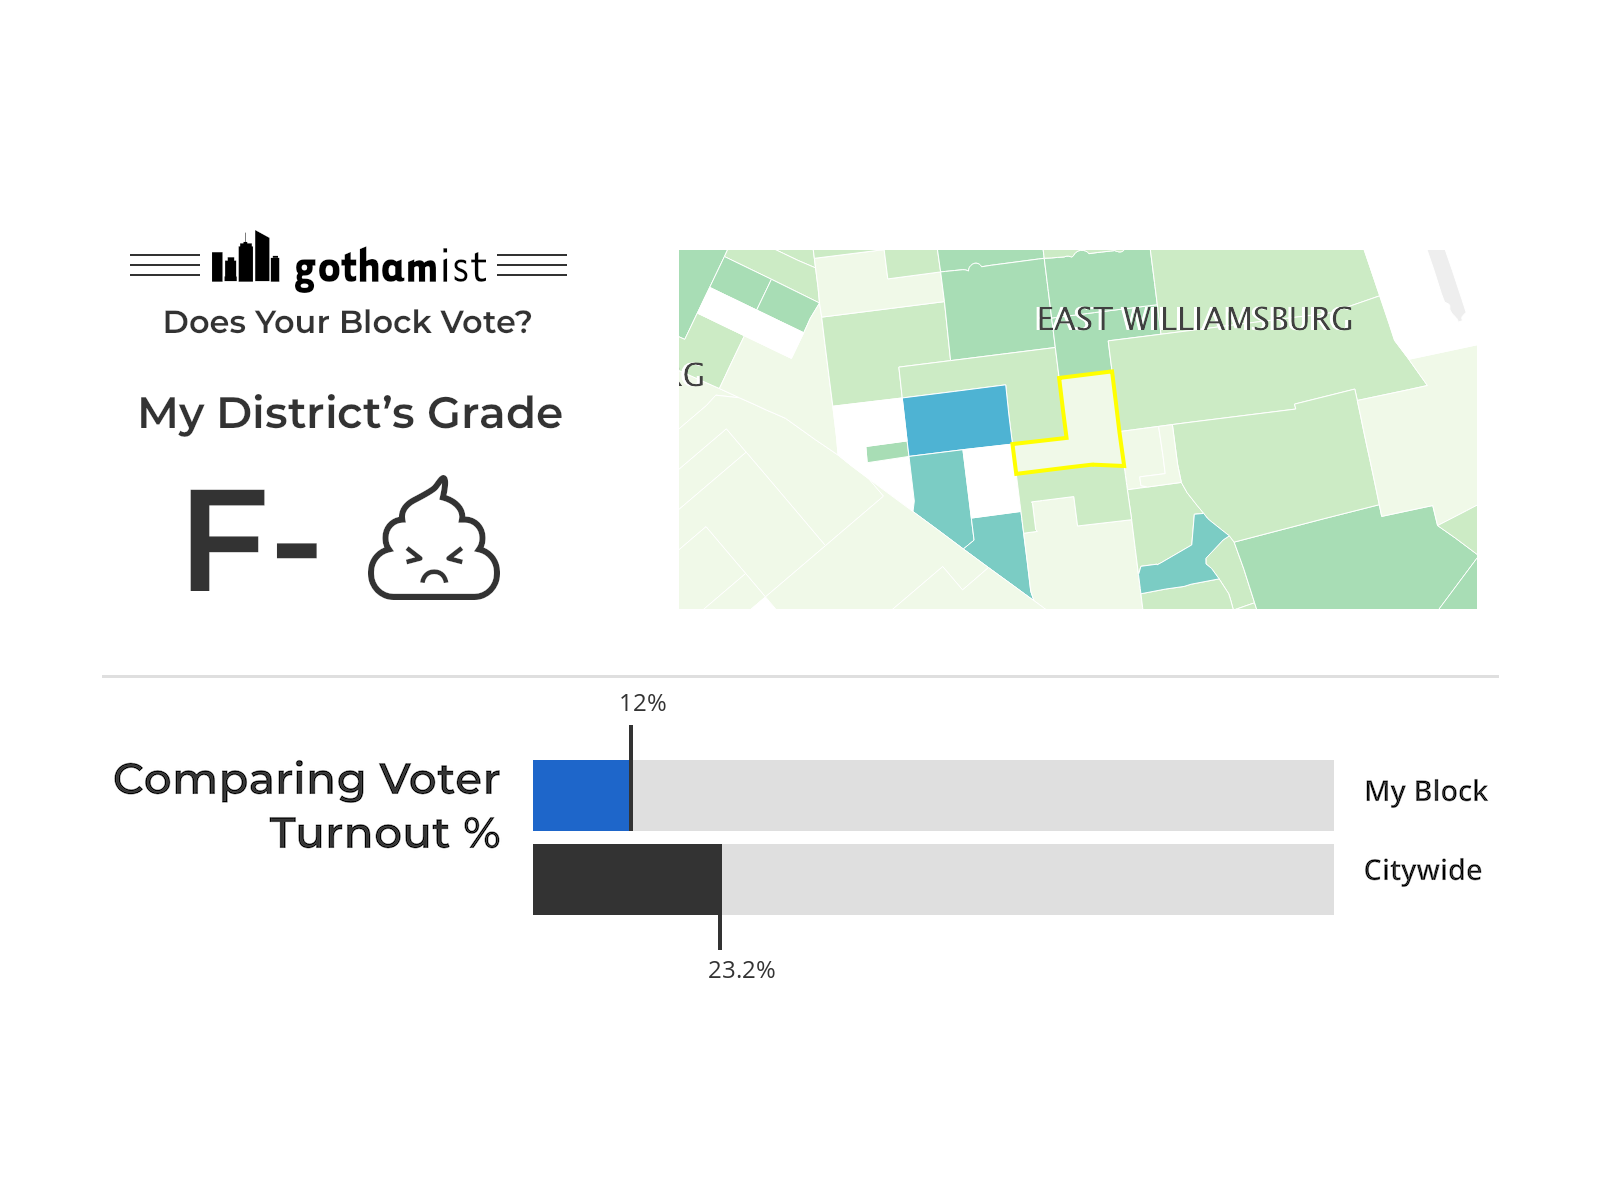 gothamist
Does Your Block Vote?
My District’s Grade
F-
EAST WILLIAMSBURG
G
12%
Comparing Voter
Turnout %
My Block
Citywide
23.2%